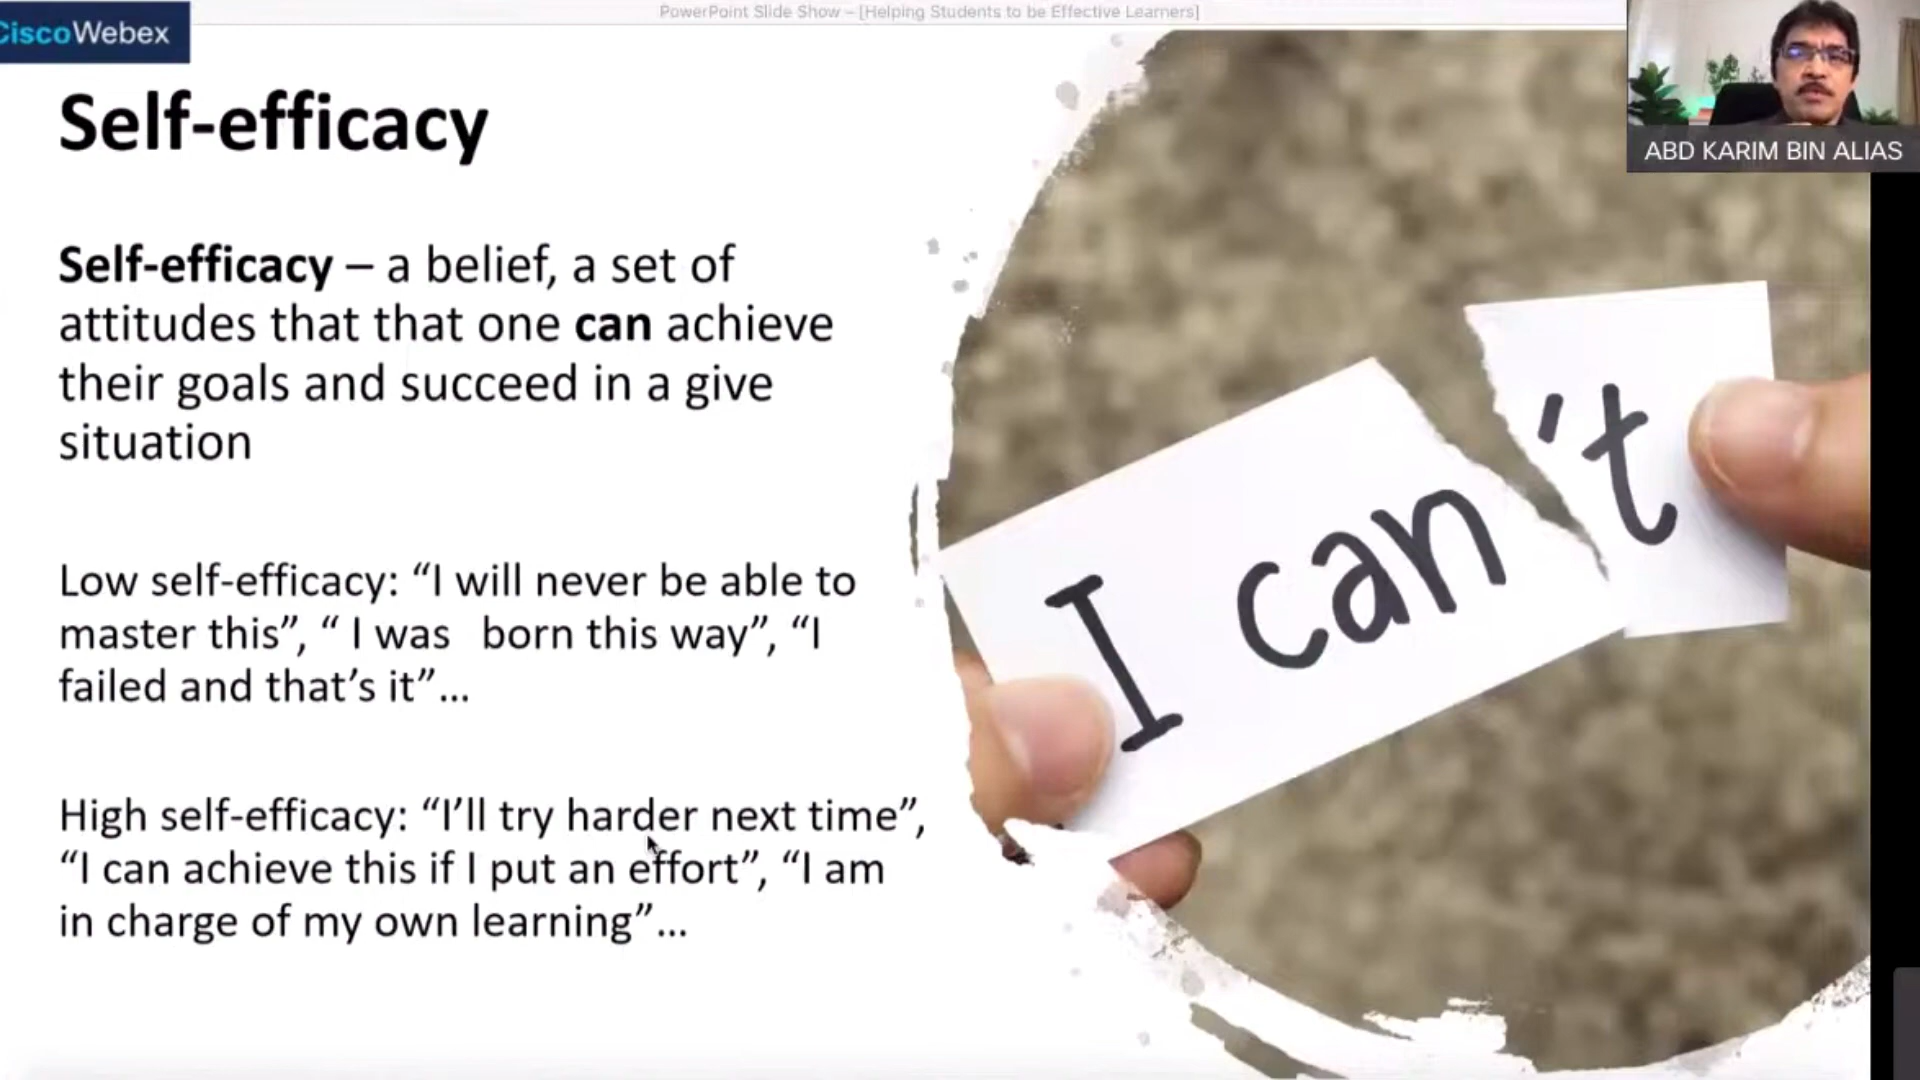 PowerPoint Slide Show – [Helping Students to be Effective Learners]
CiscoWebex
ABD KARIM BIN ALIAS
Self-efficacy
Self-efficacy – a belief, a set of
attitudes that that one can achieve
their goals and succeed in a give
situation
Low self-efficacy: “I will never be able to
master this”, “ I was born this way”, “I
failed and that’s it”...
High self-efficacy: “I’ll try harder next time”,
“I can achieve this if I put an effort”, “I am
in charge of my own learning”...
I can't